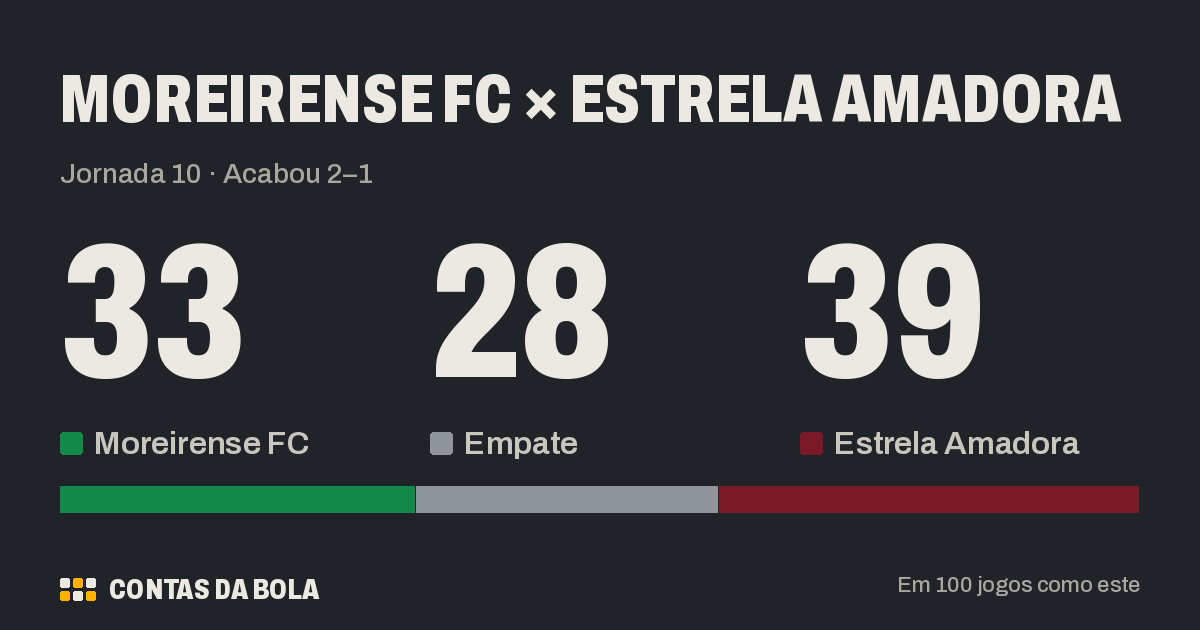 MOREIRENSE FC × ESTRELA AMADORA
Jornada 10 · Acabou 2–1
33 28 39
Moreirense FC Empate Estrela Amadora
CONTAS DA BOLA Em 100 jogos como este